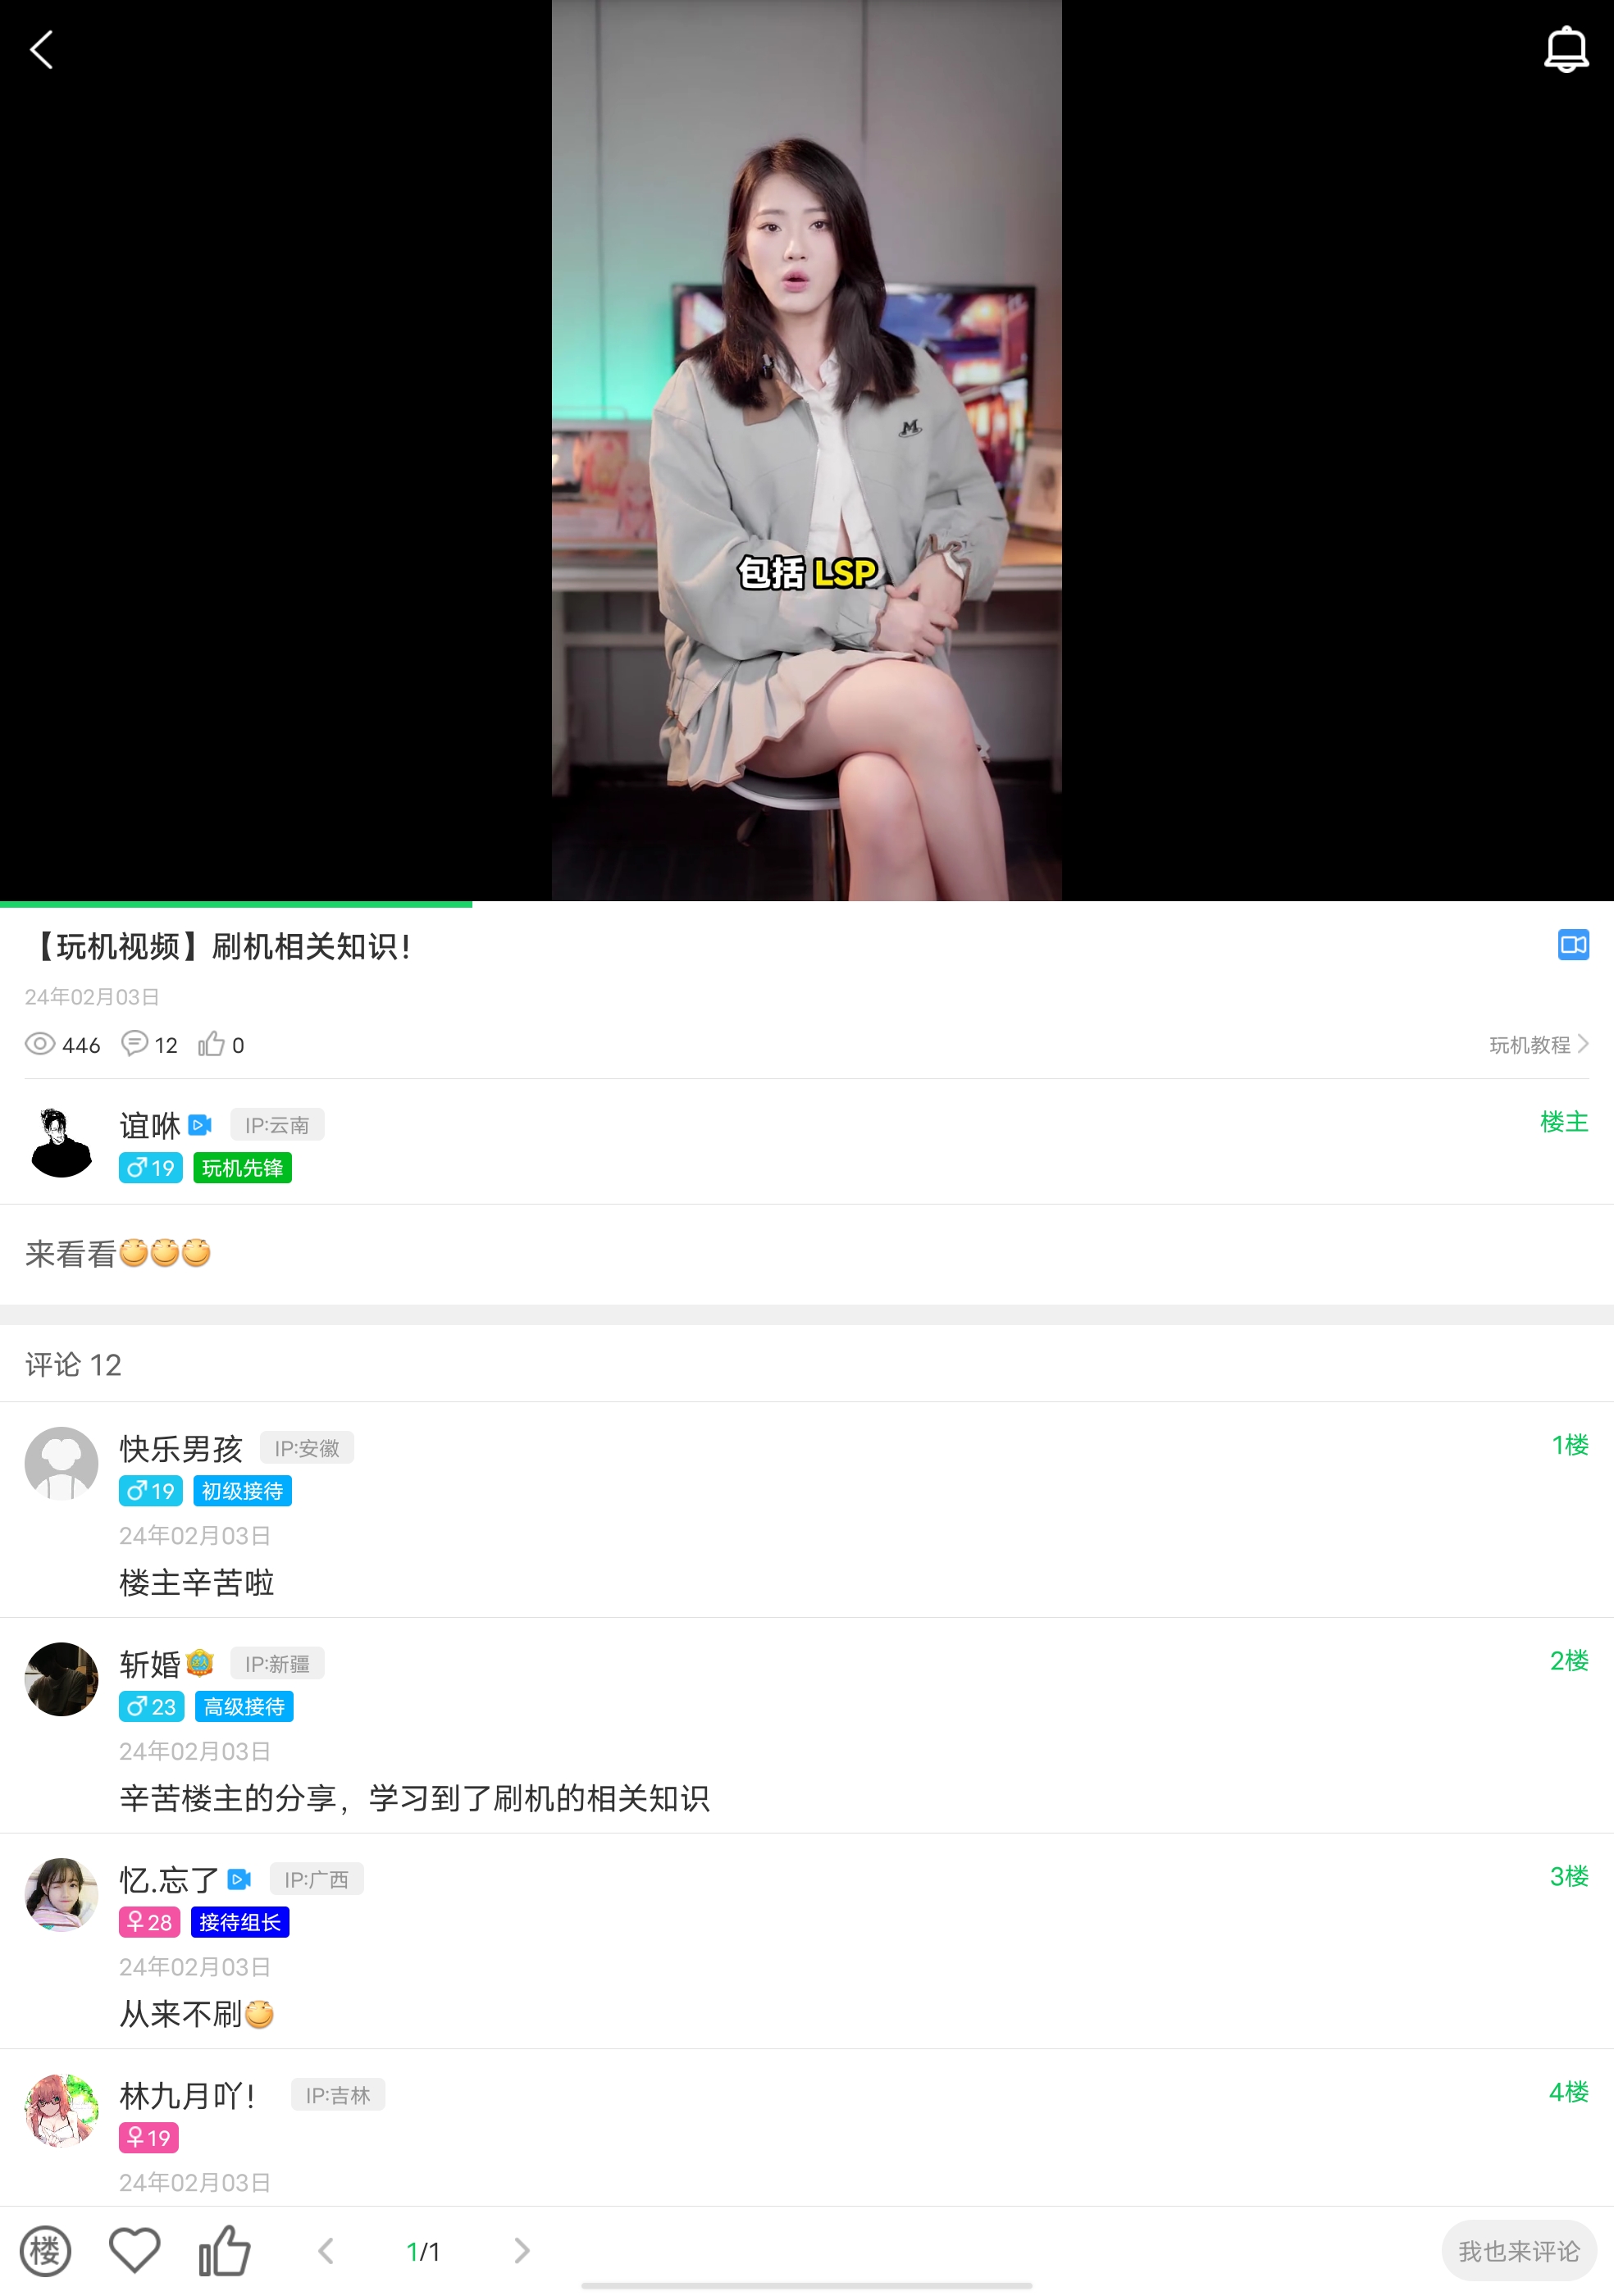 M
包括 LSP
【玩机视频】刷机相关知识！
24年02月03日
446 12 0 玩机教程
谊咻 IP:云南 楼主
♂19 玩机先锋
来看看
评论 12
快乐男孩 IP:安徽 1楼
♂19 初级接待
24年02月03日
楼主辛苦啦
斩婚 IP:新疆 2楼
♂23 高级接待
24年02月03日
辛苦楼主的分享，学习到了刷机的相关知识
忆.忘了 IP:广西 3楼
♀28 接待组长
24年02月03日
从来不刷
林九月吖！ IP:吉林 4楼
♀19
24年02月03日
楼 1/1 我也来评论